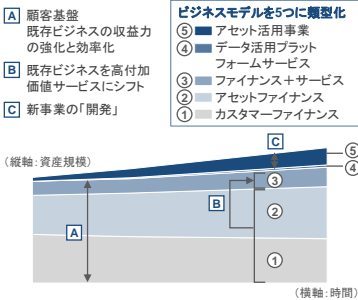 A 顧客基盤
既存ビジネスの収益力
の強化と効率化
B 既存ビジネスを高付加
価値サービスにシフト
C 新事業の「開発」
ビジネスモデルを5つに類型化
⑤ アセット活用事業
④ データ活用プラット
フォームサービス
③ ファイナンス＋サービス
② アセットファイナンス
① カスタマーファイナンス
（縦軸：資産規模）
C
⑤
④
③
A
B
②
①
（横軸：時間）